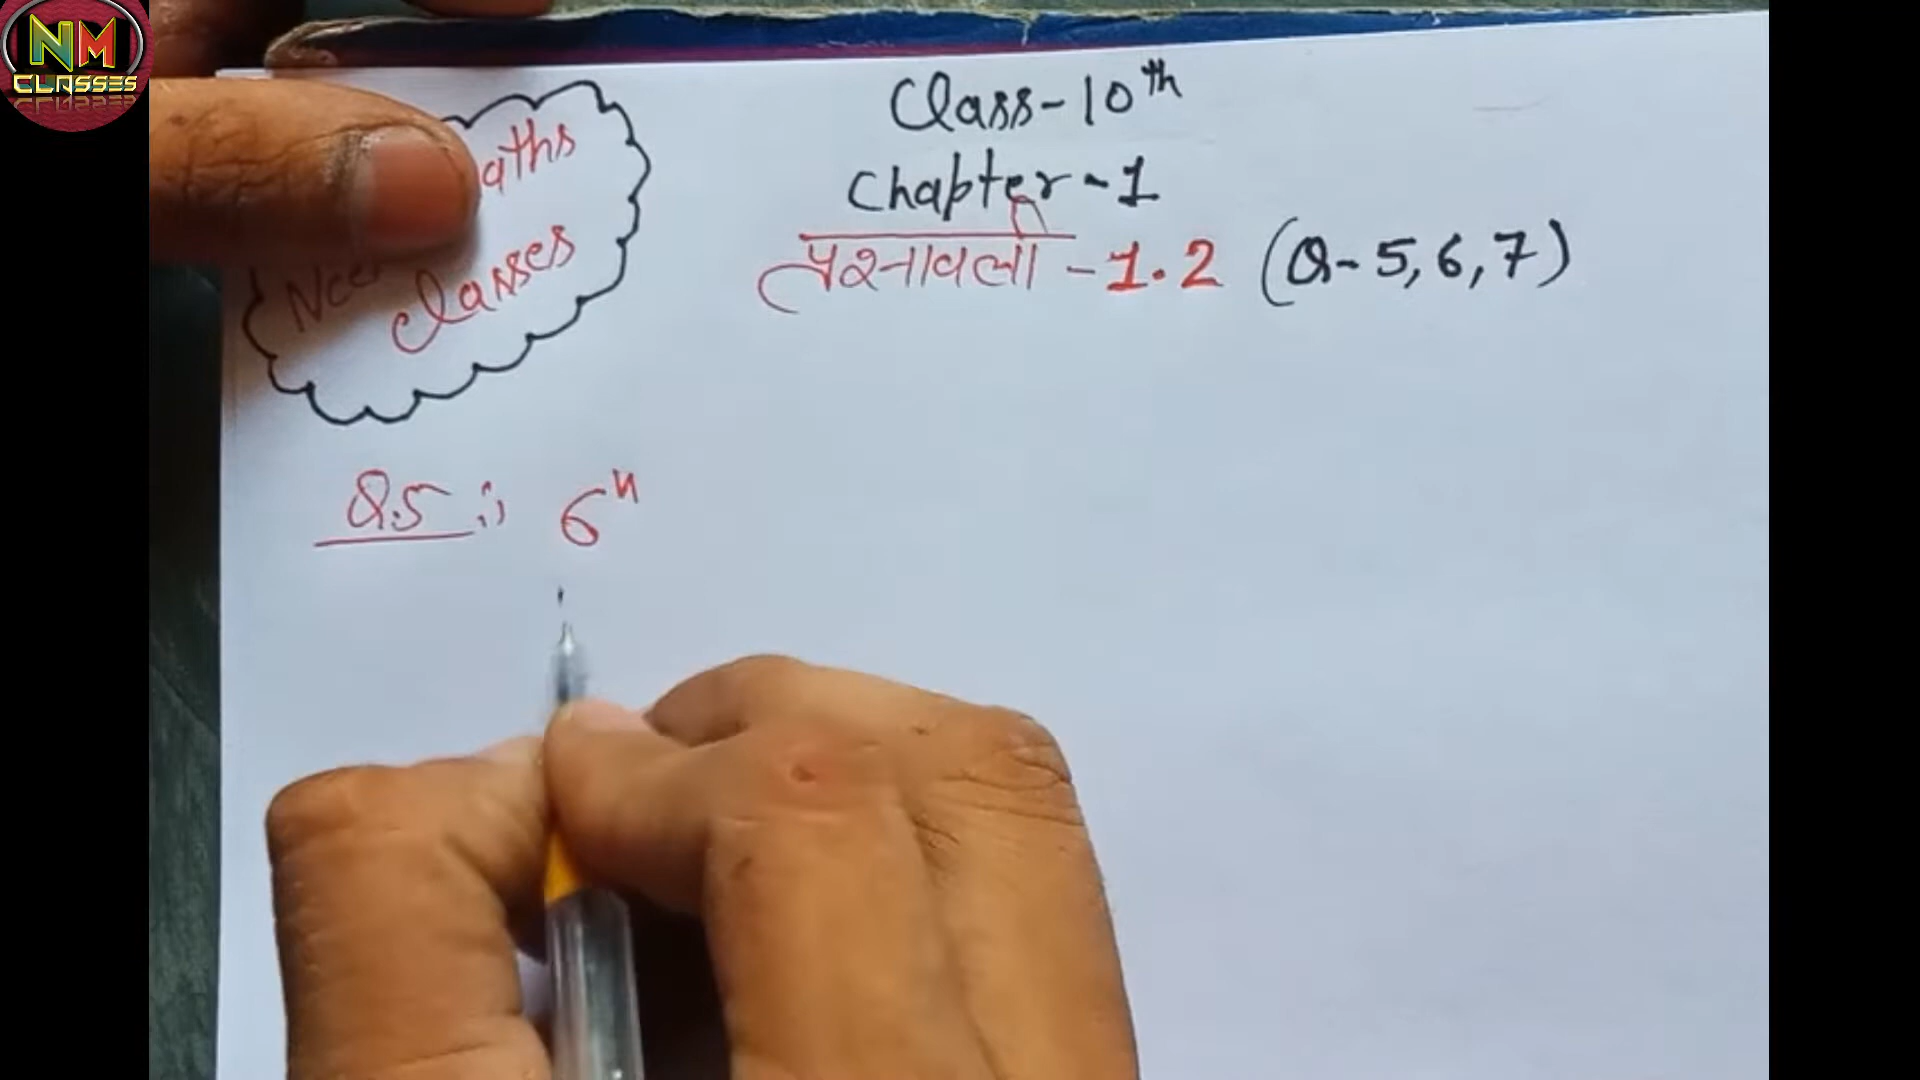 NM
CLASSES
aths
Classes
Class-10th
Chapter-1
प्रश्नावली-1.2 (Q-5,6,7)
Q.5 :) 6ⁿ